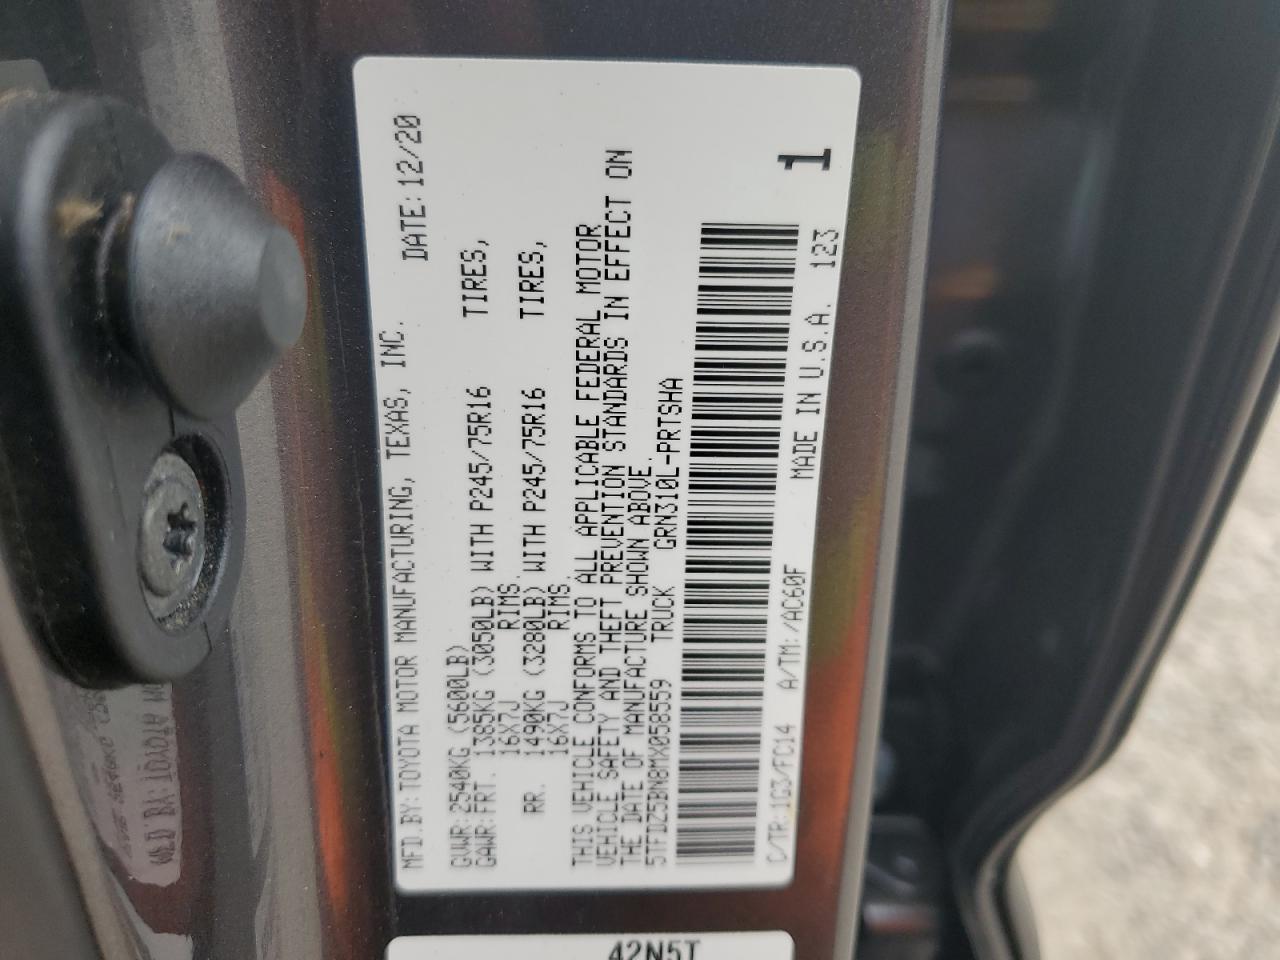 MFD.BY:TOYOTA MOTOR MANUFACTURING, TEXAS, INC. DATE:12/20
GVWR:2540KG (5600LB)
GAWR:FRT. 1385KG (3050LB) WITH P245/75R16 TIRES,
16X7J RIMS.
RR. 1490KG (3280LB) WITH P245/75R16 TIRES,
16X7J RIMS.
THIS VEHICLE CONFORMS TO ALL APPLICABLE FEDERAL MOTOR
VEHICLE SAFETY AND THEFT PREVENTION STANDARDS IN EFFECT ON
THE DATE OF MANUFACTURE SHOWN ABOVE.
5TFDZ5BN8MX058559 TRUCK GRN310L-PRTSHA
C/TR:1G3/FC14 A/TM:/AC60F MADE IN U.S.A. 123
1
42N5T